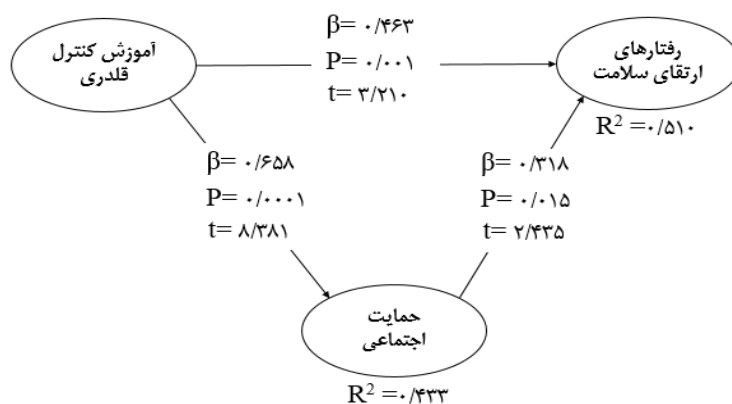 آموزش کنترل
قلدری
β= ۰/۴۶۳
P= ۰/۰۰۱
t= ۳/۲۱۰
رفتارهای
ارتقای سلامت
R² =۰/۵۱۰
β= ۰/۶۵۸
P= ۰/۰۰۰۱
t= ۸/۳۸۱
β= ۰/۳۱۸
P= ۰/۰۱۵
t= ۲/۴۳۵
حمایت
اجتماعی
R² =۰/۴۳۳